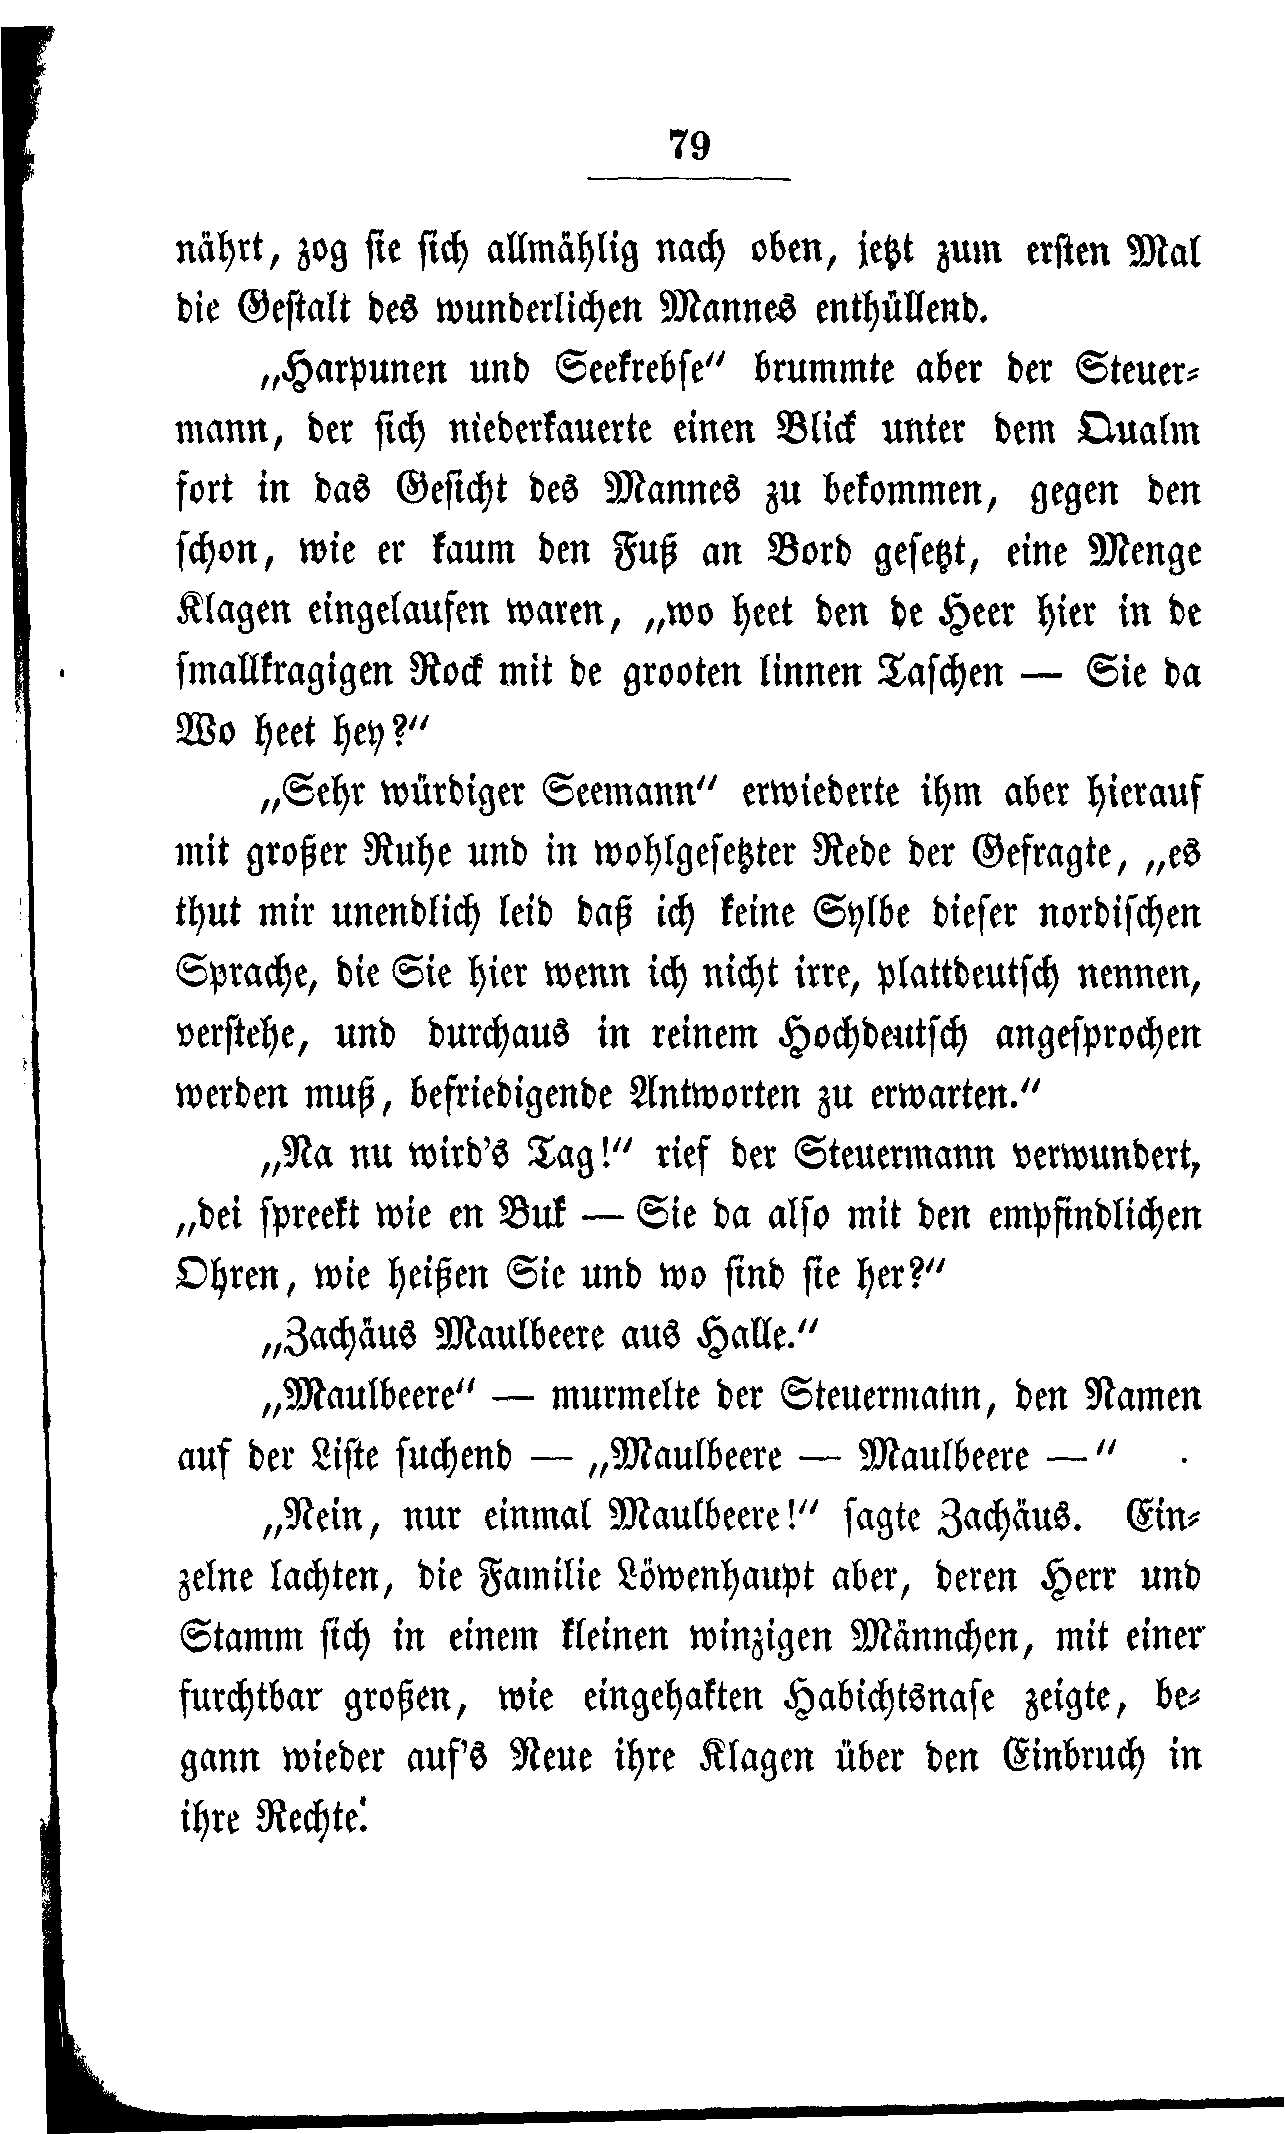 79
nährt, zog sie sich allmählig nach oben, jetzt zum ersten Mal
die Gestalt des wunderlichen Mannes enthüllend.
„Harpunen und Seekrebse“ brummte aber der Steuer-
mann, der sich niederkauerte einen Blick unter dem Qualm
fort in das Gesicht des Mannes zu bekommen, gegen den
schon, wie er kaum den Fuß an Bord gesetzt, eine Menge
Klagen eingelaufen waren, „wo heet den de Heer hier in de
smallkragigen Rock mit de grooten linnen Taschen — Sie da
Wo heet hey?“
„Sehr würdiger Seemann“ erwiederte ihm aber hierauf
mit großer Ruhe und in wohlgesetzter Rede der Gefragte, „es
thut mir unendlich leid daß ich keine Sylbe dieser nordischen
Sprache, die Sie hier wenn ich nicht irre, plattdeutsch nennen,
verstehe, und durchaus in reinem Hochdeutsch angesprochen
werden muß, befriedigende Antworten zu erwarten.“
„Na nu wird's Tag!“ rief der Steuermann verwundert,
„dei spreekt wie en Buk — Sie da also mit den empfindlichen
Ohren, wie heißen Sie und wo sind sie her?“
„Zachäus Maulbeere aus Halle.“
„Maulbeere“ — murmelte der Steuermann, den Namen
auf der Liste suchend — „Maulbeere — Maulbeere —“
„Nein, nur einmal Maulbeere!“ sagte Zachäus. Ein-
zelne lachten, die Familie Löwenhaupt aber, deren Herr und
Stamm sich in einem kleinen winzigen Männchen, mit einer
furchtbar großen, wie eingehakten Habichtsnase zeigte, be-
gann wieder auf's Neue ihre Klagen über den Einbruch in
ihre Rechte.